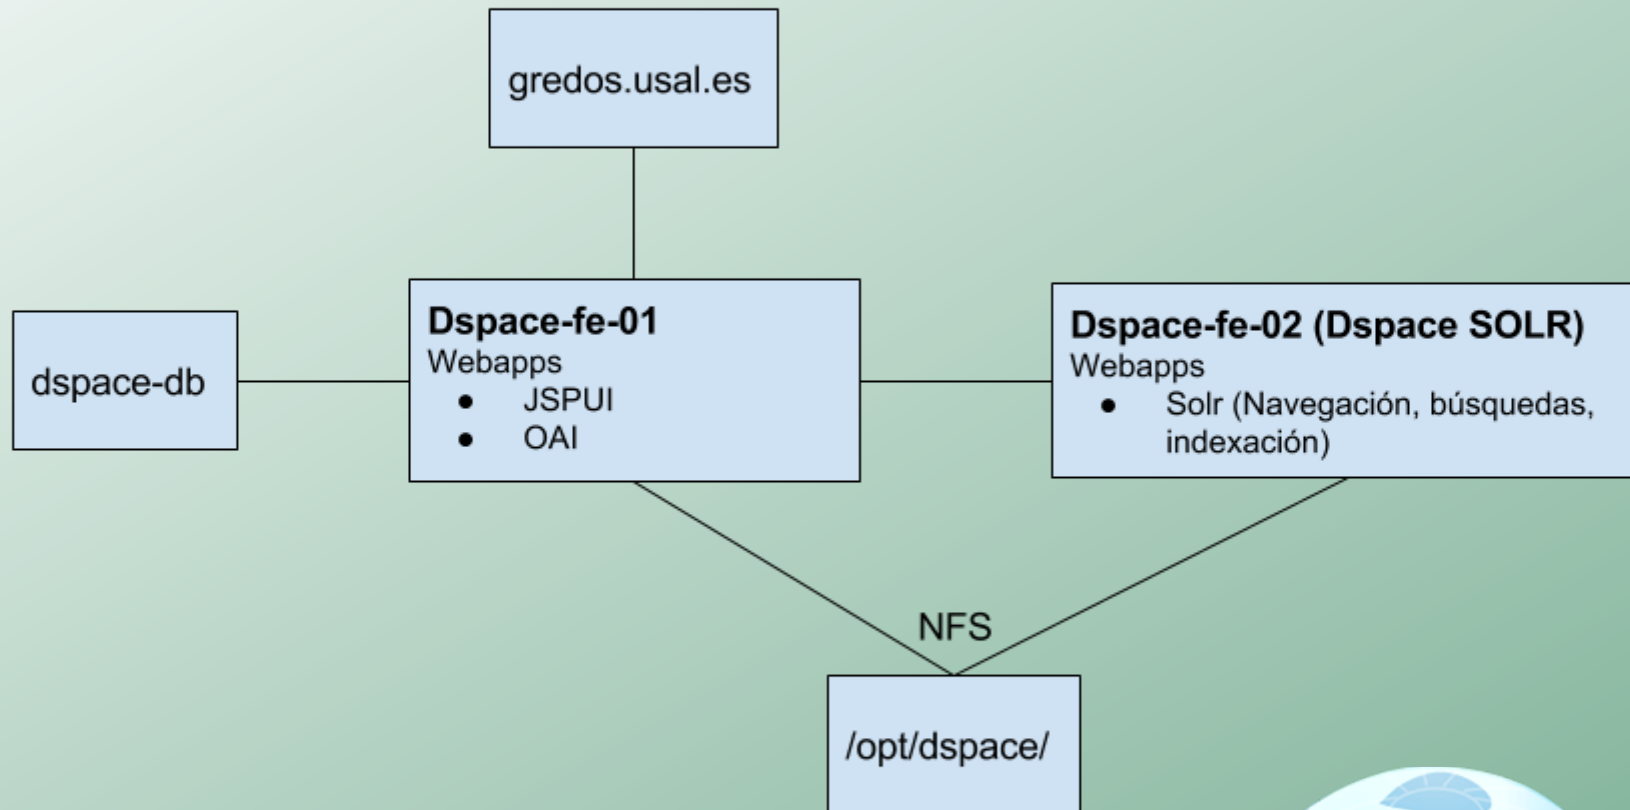 gredos.usal.es
dspace-db
Dspace-fe-01
Webapps
● JSPUI
● OAI
Dspace-fe-02 (Dspace SOLR)
Webapps
● Solr (Navegación, búsquedas,
indexación)
NFS
/opt/dspace/